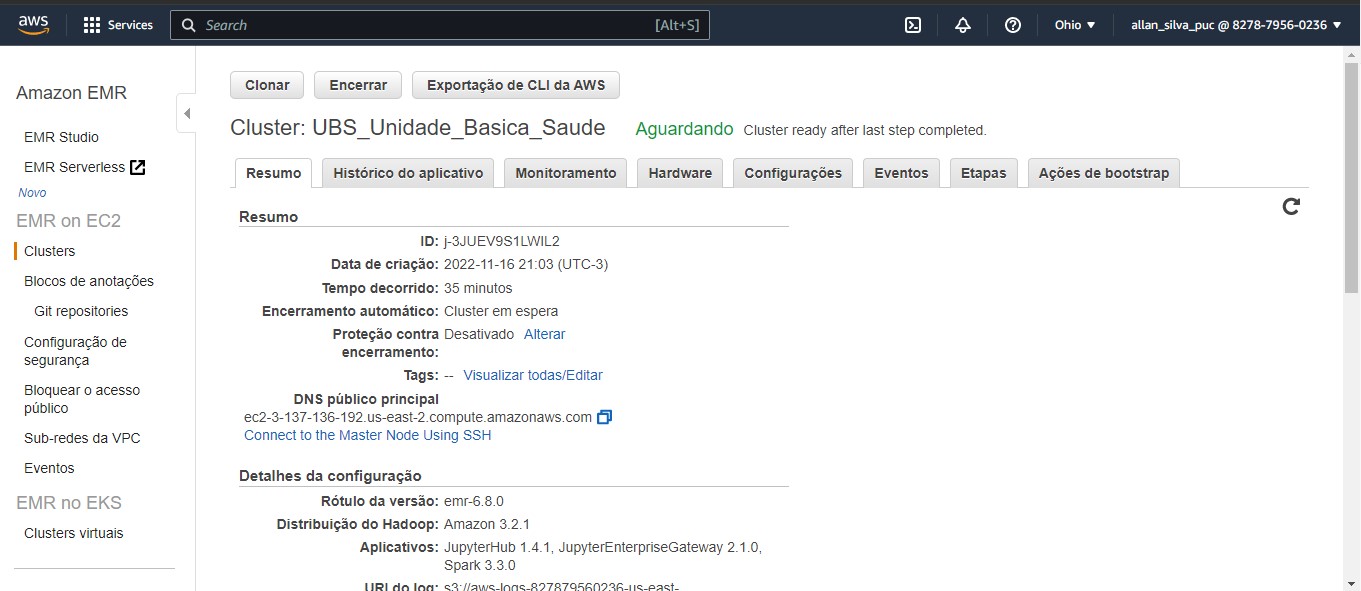 aws Services Search [Alt+S] Ohio allan_silva_puc @ 8278-7956-0236
Amazon EMR
EMR Studio
EMR Serverless
Novo
EMR on EC2
Clusters
Blocos de anotações
Git repositories
Configuração de
segurança
Bloquear o acesso
público
Sub-redes da VPC
Eventos
EMR no EKS
Clusters virtuais
Clonar Encerrar Exportação de CLI da AWS
Cluster: UBS_Unidade_Basica_Saude Aguardando Cluster ready after last step completed.
Resumo Histórico do aplicativo Monitoramento Hardware Configurações Eventos Etapas Ações de bootstrap
Resumo
ID: j-3JUEV9S1LWIL2
Data de criação: 2022-11-16 21:03 (UTC-3)
Tempo decorrido: 35 minutos
Encerramento automático: Cluster em espera
Proteção contra Desativado Alterar
encerramento:
Tags: -- Visualizar todas/Editar
DNS público principal
ec2-3-137-136-192.us-east-2.compute.amazonaws.com
Connect to the Master Node Using SSH
Detalhes da configuração
Rótulo da versão: emr-6.8.0
Distribuição do Hadoop: Amazon 3.2.1
Aplicativos: JupyterHub 1.4.1, JupyterEnterpriseGateway 2.1.0,
Spark 3.3.0
URI do log: s3://aws-logs-827879560236-us-east-